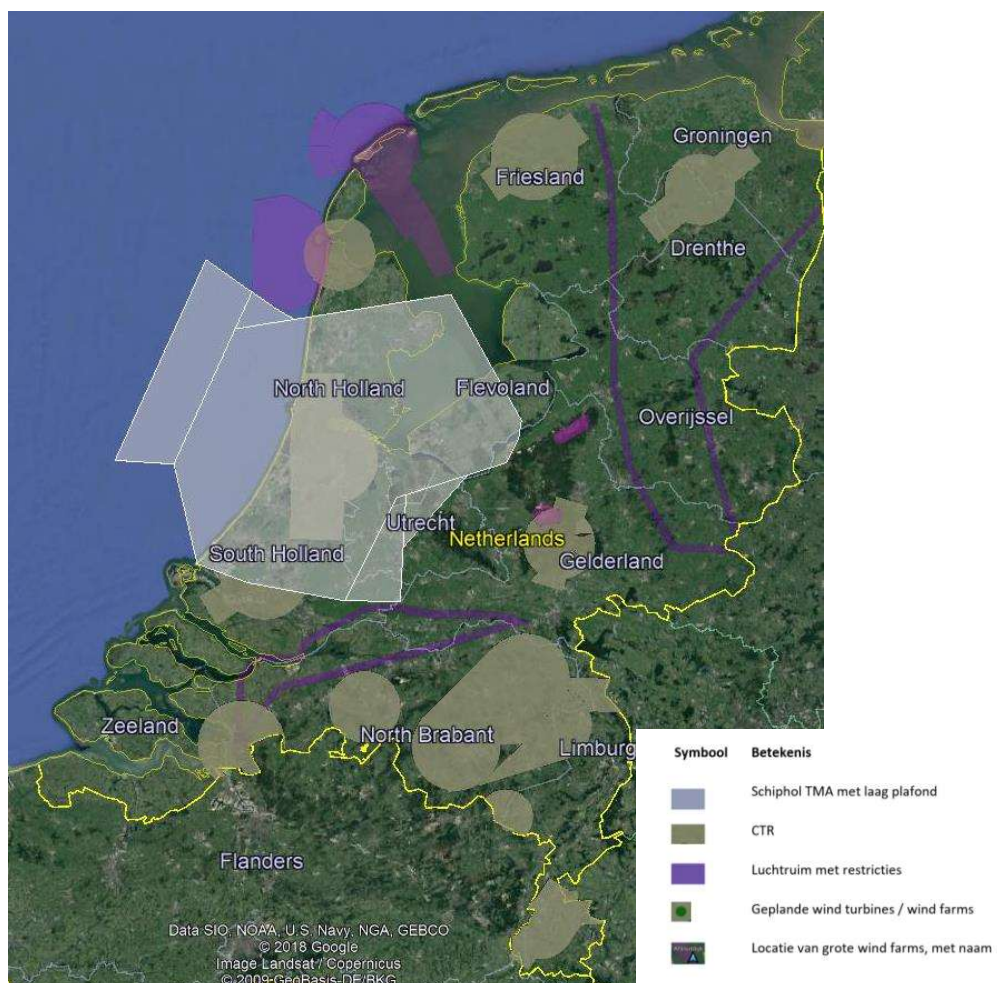 Groningen
Friesland
Drenthe
North Holland
Flevoland
Overijssel
Utrecht
Netherlands
South Holland
Gelderland
Zeeland
North Brabant
Limburg
Flanders
Data SIO, NOAA, U.S. Navy, NGA, GEBCO
© 2018 Google
Image Landsat / Copernicus
© 2009 GeoBasis-DE/BKG
Symbool Betekenis
Schiphol TMA met laag plafond
CTR
Luchtruim met restricties
Geplande wind turbines / wind farms
Locatie van grote wind farms, met naam